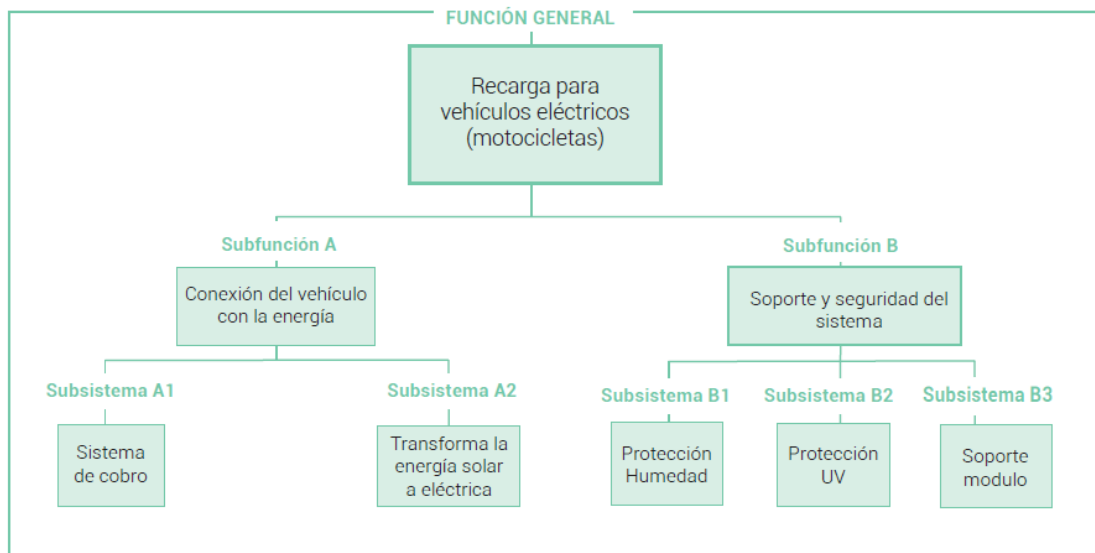 FUNCIÓN GENERAL
Recarga para
vehículos eléctricos
(motocicletas)
Subfunción A
Conexión del vehículo
con la energía
Subfunción B
Soporte y seguridad del
sistema
Subsistema A1
Sistema
de cobro
Subsistema A2
Transforma la
energía solar
a eléctrica
Subsistema B1
Protección
Humedad
Subsistema B2
Protección
UV
Subsistema B3
Soporte
modulo